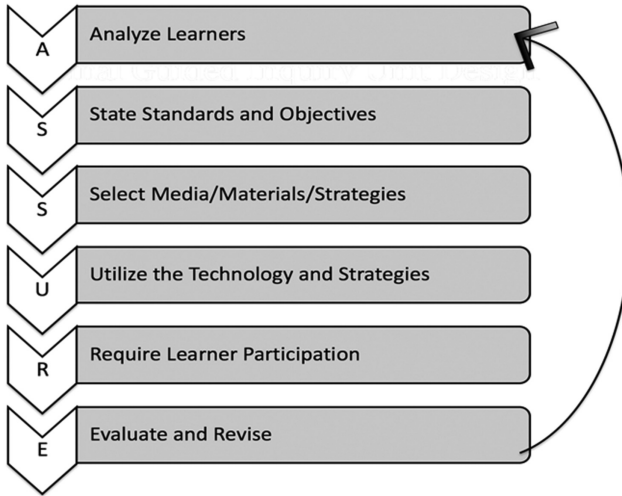 A
Analyze Learners
S
State Standards and Objectives
S
Select Media/Materials/Strategies
U
Utilize the Technology and Strategies
R
Require Learner Participation
E
Evaluate and Revise